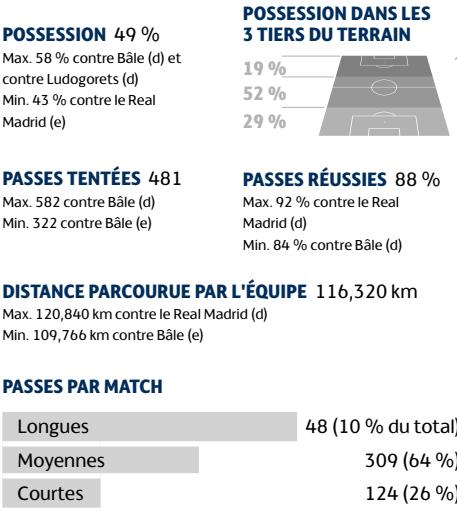 POSSESSION 49 %
Max. 58 % contre Bâle (d) et
contre Ludogorets (d)
Min. 43 % contre le Real
Madrid (e)
POSSESSION DANS LES
3 TIERS DU TERRAIN
19 %
52 %
29 %
PASSES TENTÉES 481
Max. 582 contre Bâle (d)
Min. 322 contre Bâle (e)
PASSES RÉUSSIES 88 %
Max. 92 % contre le Real
Madrid (d)
Min. 84 % contre Bâle (d)
DISTANCE PARCOURUE PAR L'ÉQUIPE 116,320 km
Max. 120,840 km contre le Real Madrid (d)
Min. 109,766 km contre Bâle (e)
PASSES PAR MATCH
Longues 48 (10 % du total)
Moyennes 309 (64 %)
Courtes 124 (26 %)